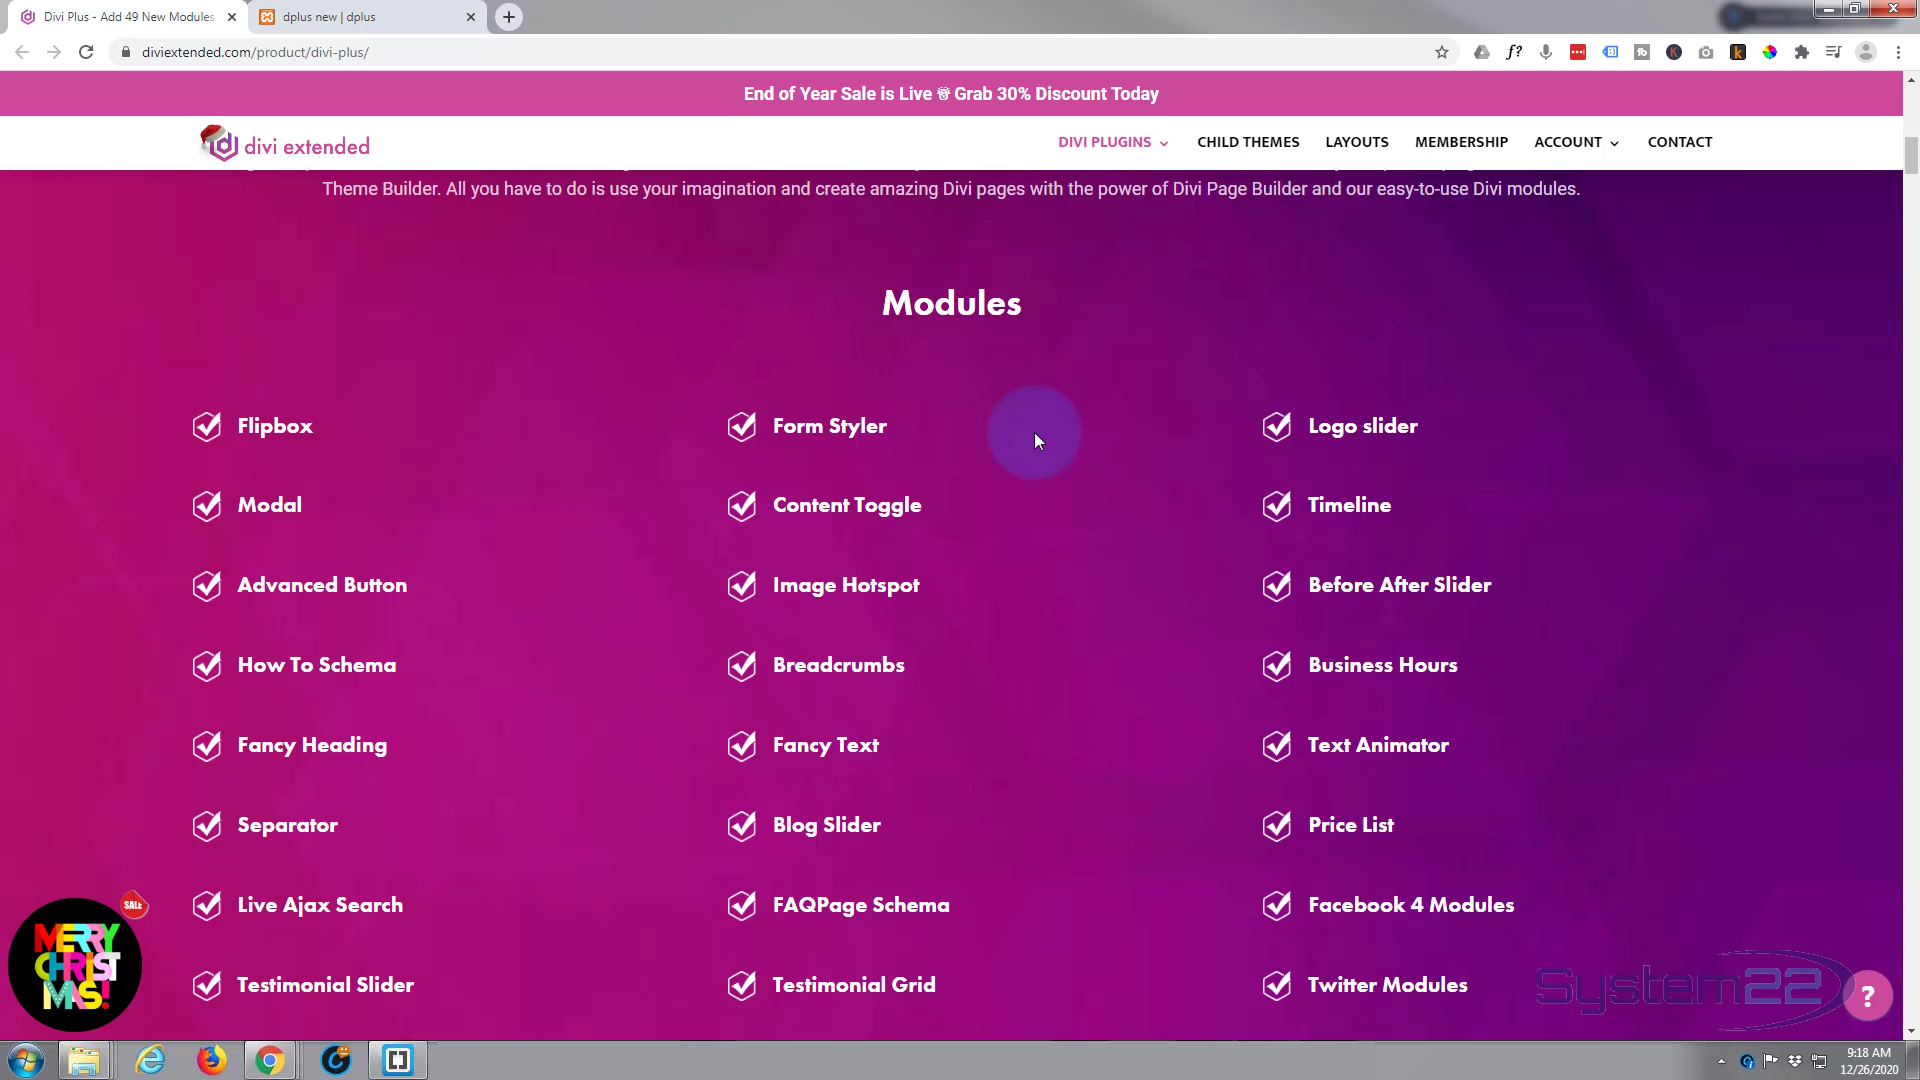 Divi Plus - Add 49 New Modules
dplus new | dplus
diviextended.com/product/divi-plus/
End of Year Sale is Live Grab 30% Discount Today
divi extended
DIVI PLUGINS
CHILD THEMES
LAYOUTS
MEMBERSHIP
ACCOUNT
CONTACT
Theme Builder. All you have to do is use your imagination and create amazing Divi pages with the power of Divi Page Builder and our easy-to-use Divi modules.
Modules
Flipbox
Form Styler
Logo slider
Modal
Content Toggle
Timeline
Advanced Button
Image Hotspot
Before After Slider
How To Schema
Breadcrumbs
Business Hours
Fancy Heading
Fancy Text
Text Animator
Separator
Blog Slider
Price List
Live Ajax Search
FAQPage Schema
Facebook 4 Modules
Testimonial Slider
Testimonial Grid
Twitter Modules
SALE
MERRY
CHRIST
MAS!
System22
?
9:18 AM
12/26/2020